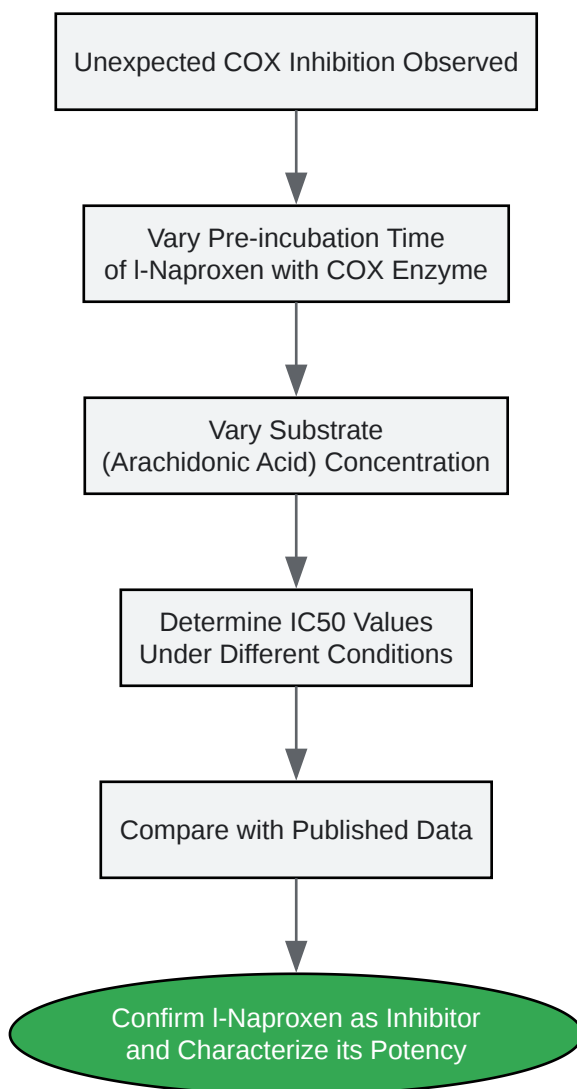 Unexpected COX Inhibition Observed
Vary Pre-incubation Time
of l-Naproxen with COX Enzyme
Vary Substrate
(Arachidonic Acid) Concentration
Determine IC50 Values
Under Different Conditions
Compare with Published Data
Confirm l-Naproxen as Inhibitor
and Characterize its Potency